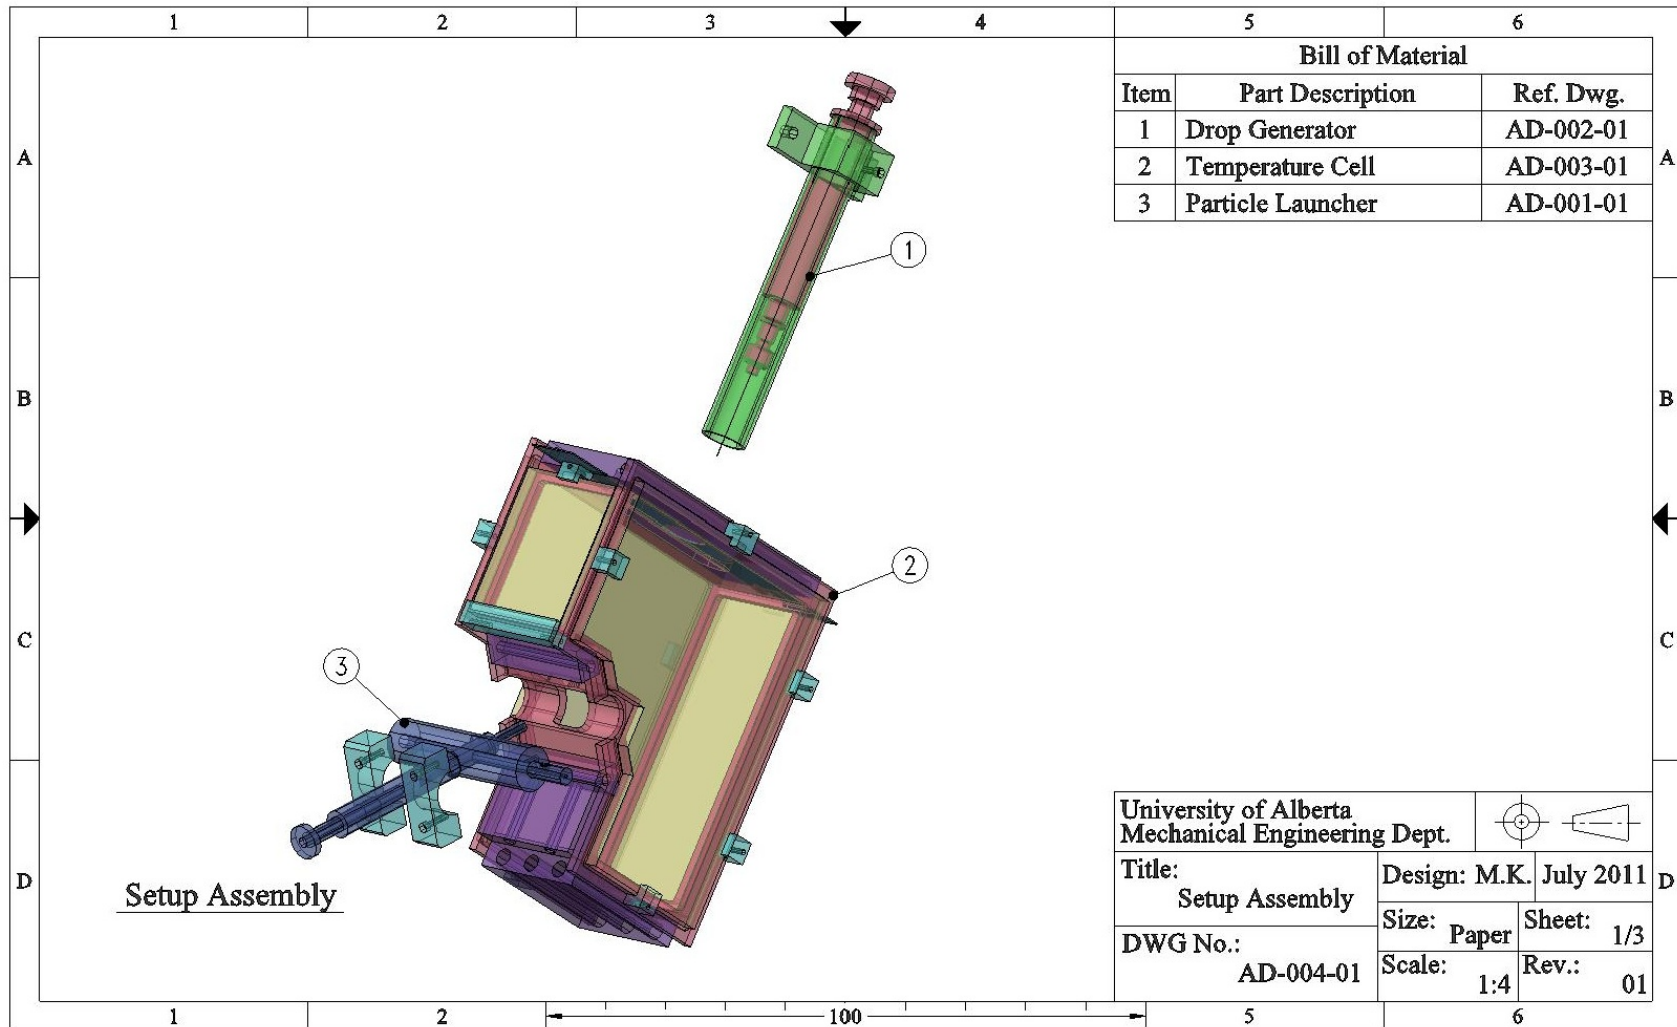 1 2 3 4 5 6
Bill of Material
Item Part Description Ref. Dwg.
1 Drop Generator AD-002-01
2 Temperature Cell AD-003-01
3 Particle Launcher AD-001-01
A A
1
B B
2
C C
3
University of Alberta
Mechanical Engineering Dept.
Title:
Setup Assembly
Design: M.K. July 2011
D D
Setup Assembly
Size: Paper Sheet: 1/3
DWG No.:
AD-004-01
Scale: 1:4 Rev.: 01
1 2 100 5 6